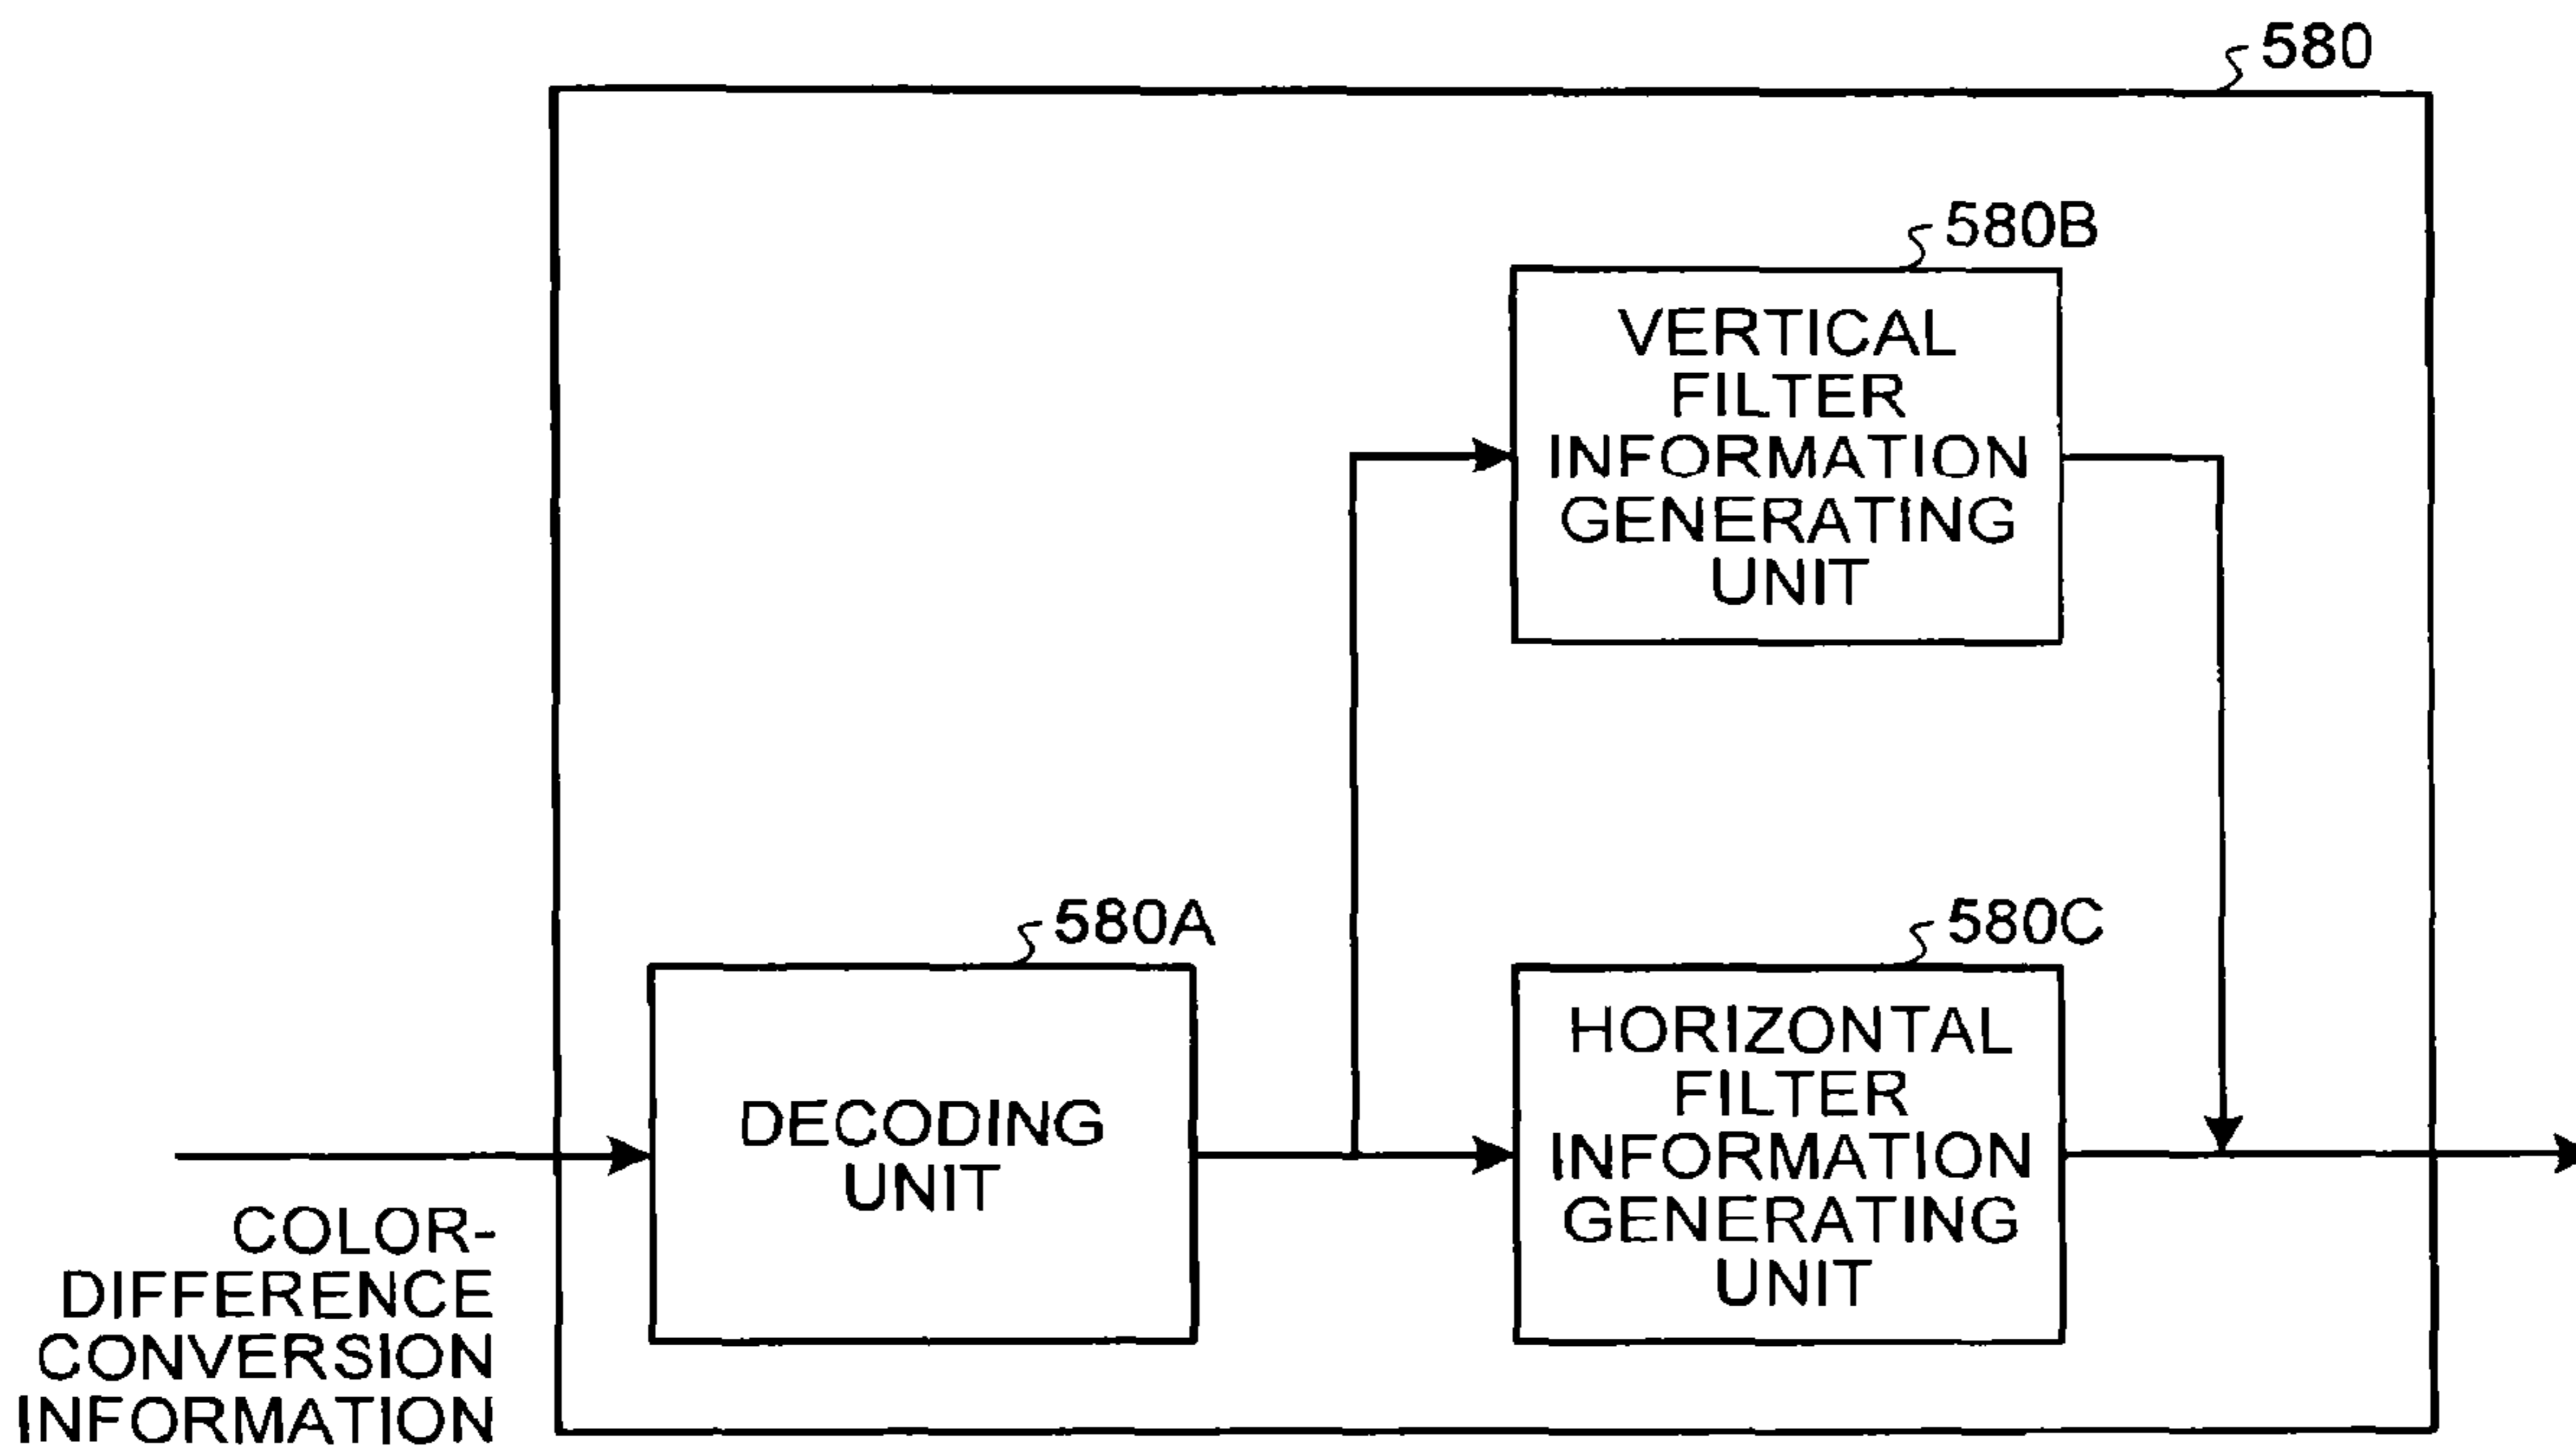 580
580B
VERTICAL
FILTER
INFORMATION
GENERATING
UNIT
580A
DECODING
UNIT
580C
HORIZONTAL
FILTER
INFORMATION
GENERATING
UNIT
COLOR-
DIFFERENCE
CONVERSION
INFORMATION